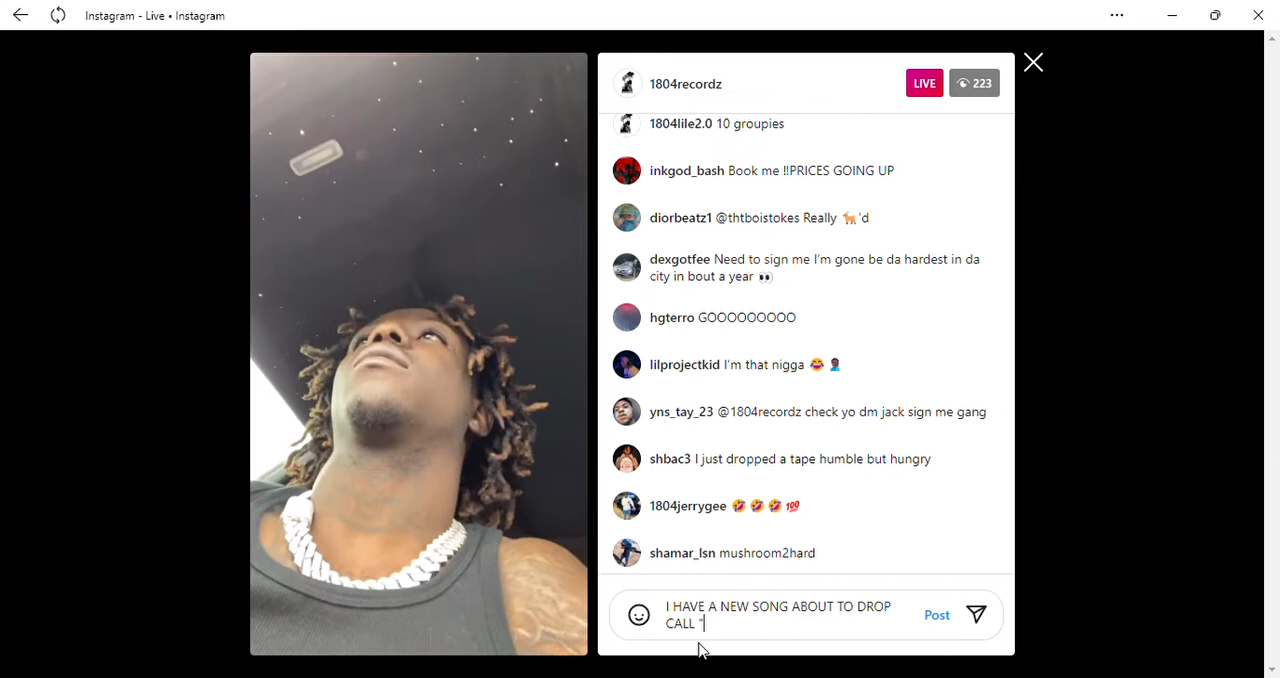 Instagram - Live • Instagram
1804recordz
LIVE
223
1804lile2.0 10 groupies
inkgod_bash Book me !!PRICES GOING UP
diorbeatz1 @thtboistokes Really 🐐'd
dexgotfee Need to sign me I'm gone be da hardest in da
city in bout a year 👀
hgterro GOOOOOOOOO
lilprojectkid I'm that nigga 😂 🤦🏿‍♂️
yns_tay_23 @1804recordz check yo dm jack sign me gang
shbac3 I just dropped a tape humble but hungry
1804jerrygee 🤣 🤣 🤣 💯
shamar_lsn mushroom2hard
I HAVE A NEW SONG ABOUT TO DROP
CALL "
Post